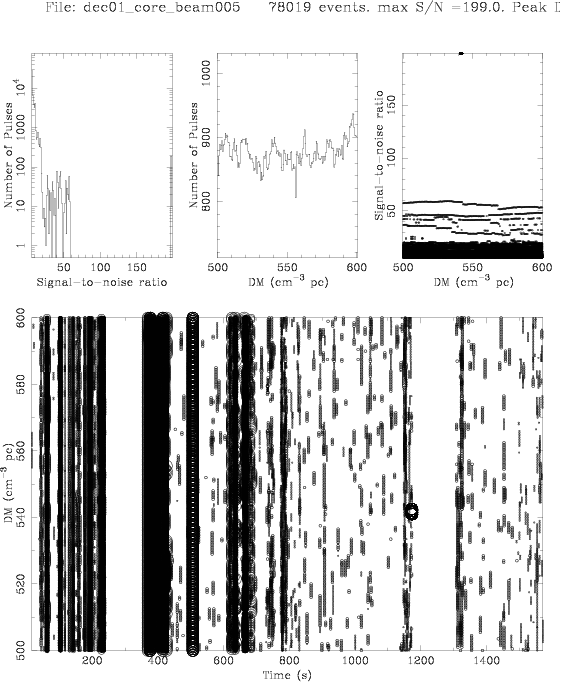 File: dec01_core_beam005 78019 events. max S/N =199.0. Peak
Number of Pulses
10⁴
1000
100
10
1
50 100 150
Signal-to-noise ratio
Number of Pulses
1000
900
800
500 550 600
DM (cm⁻³ pc)
Signal-to-noise ratio
150
100
50
500 550 600
DM (cm⁻³ pc)
DM (cm⁻³ pc)
600
580
560
540
520
500
200 400 600 800 1000 1200 1400
Time (s)